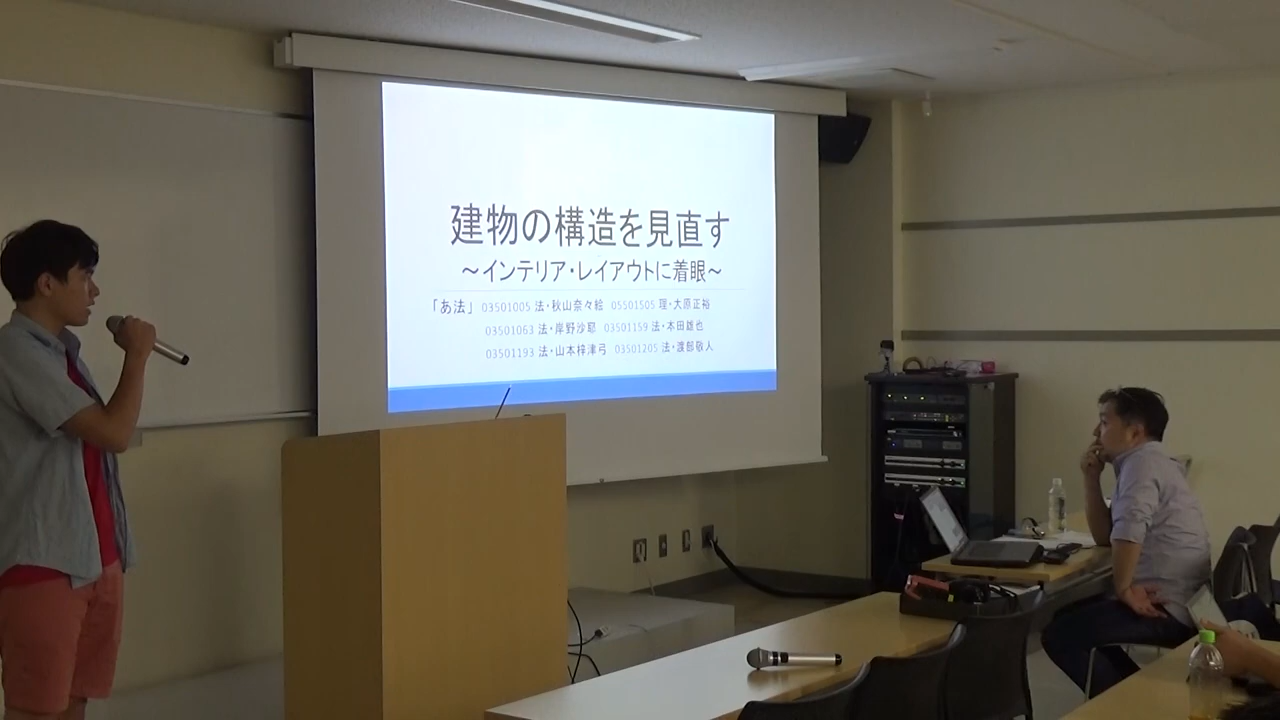 建物の構造を見直す
～インテリア・レイアウトに着眼～
「あ法」 03501005 法・秋山奈々絵 05501505 理・大原正裕
03501063 法・岸野沙耶 03501159 法・本田雄也
03501193 法・山本梓津弓 03501205 法・渡部敬人